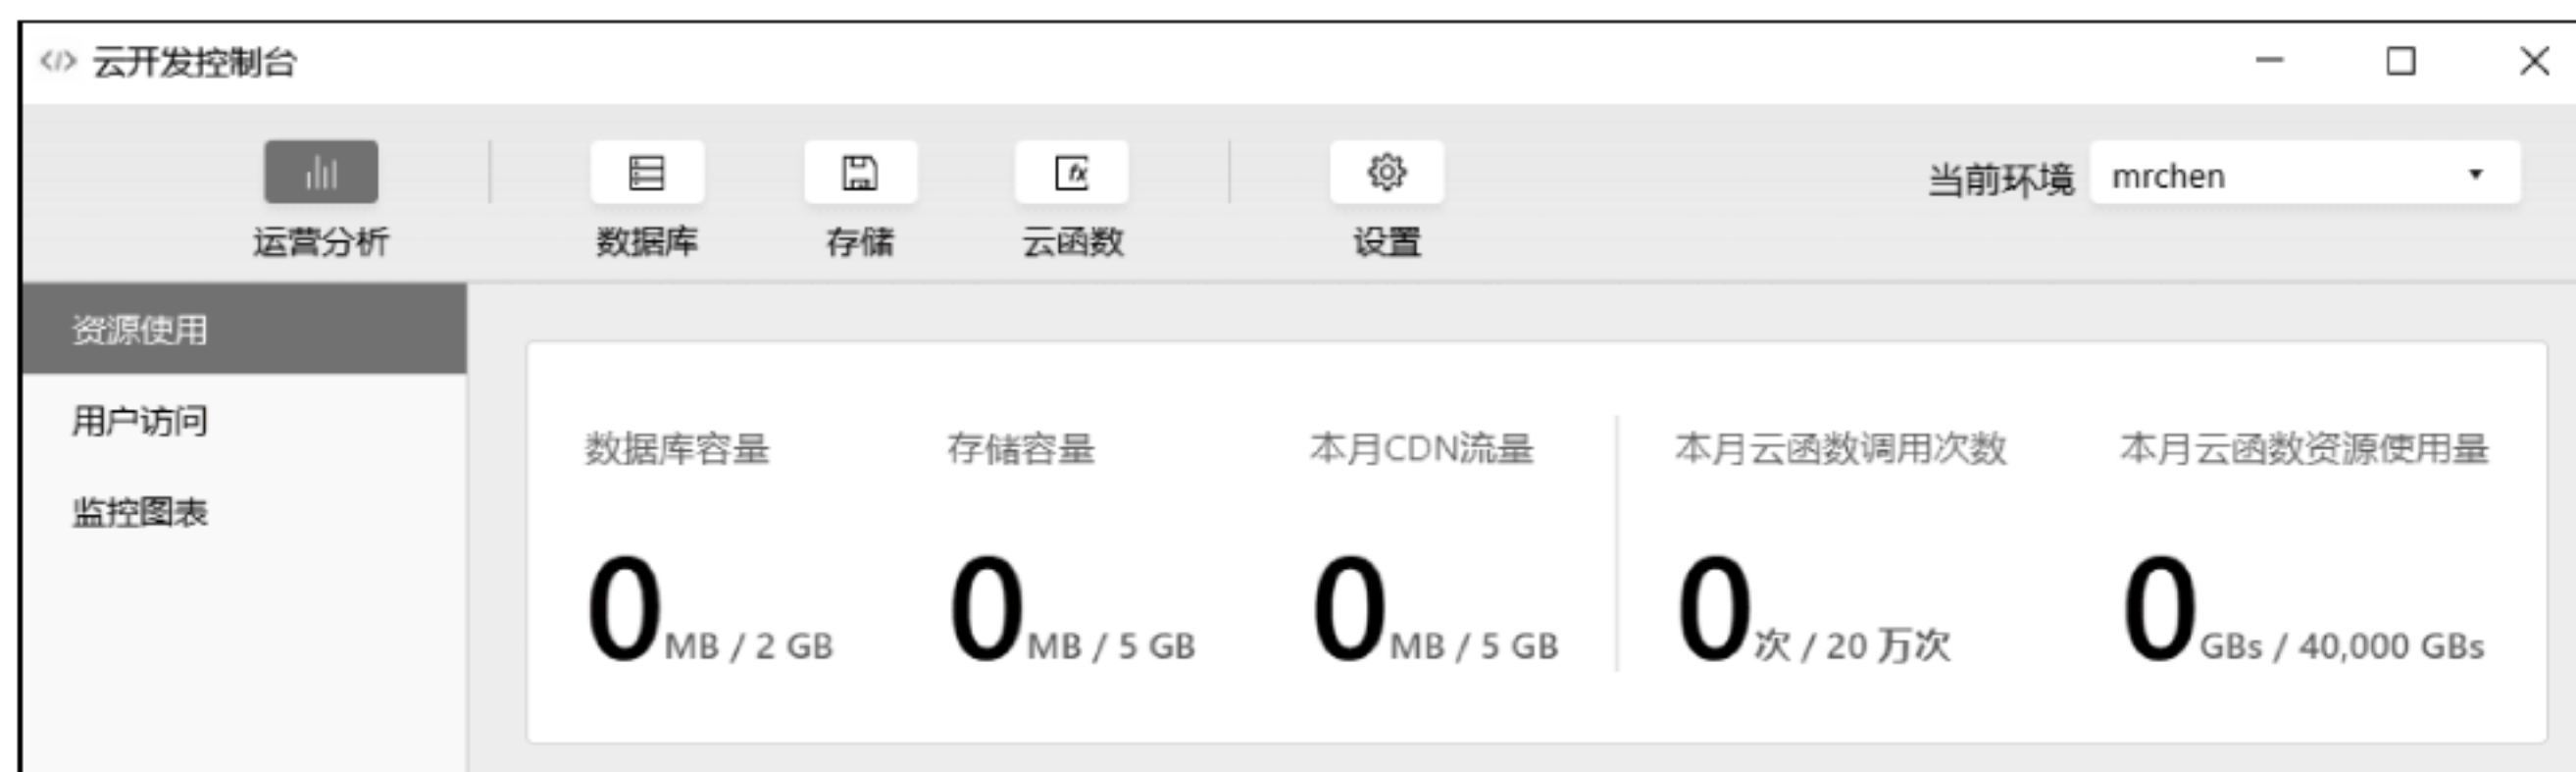 </> 云开发控制台
运营分析 数据库 存储 云函数 设置 当前环境 mrchen
资源使用
用户访问
监控图表
数据库容量 存储容量 本月CDN流量 本月云函数调用次数 本月云函数资源使用量
0MB / 2 GB 0MB / 5 GB 0MB / 5 GB 0次 / 20 万次 0GBs / 40,000 GBs